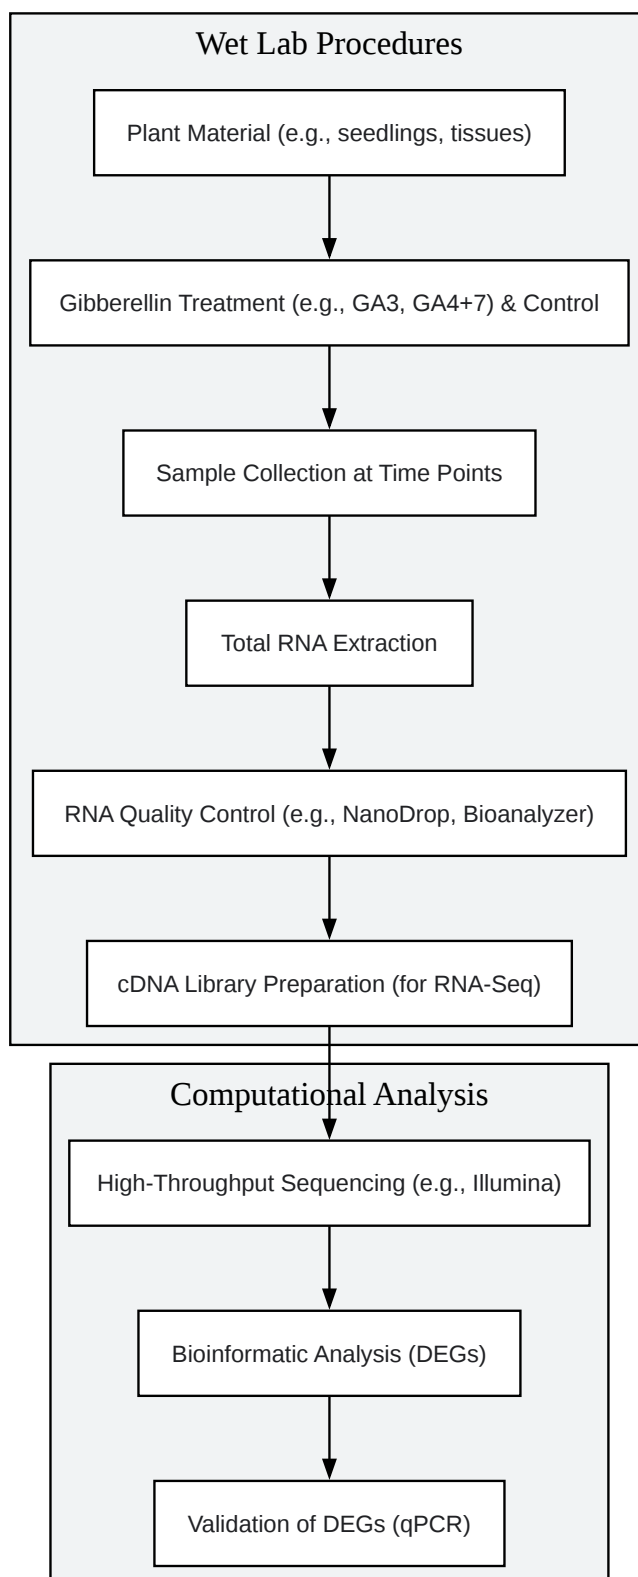 Wet Lab Procedures
Plant Material (e.g., seedlings, tissues)
Gibberellin Treatment (e.g., GA3, GA4+7) & Control
Sample Collection at Time Points
Total RNA Extraction
RNA Quality Control (e.g., NanoDrop, Bioanalyzer)
cDNA Library Preparation (for RNA-Seq)
Computational Analysis
High-Throughput Sequencing (e.g., Illumina)
Bioinformatic Analysis (DEGs)
Validation of DEGs (qPCR)